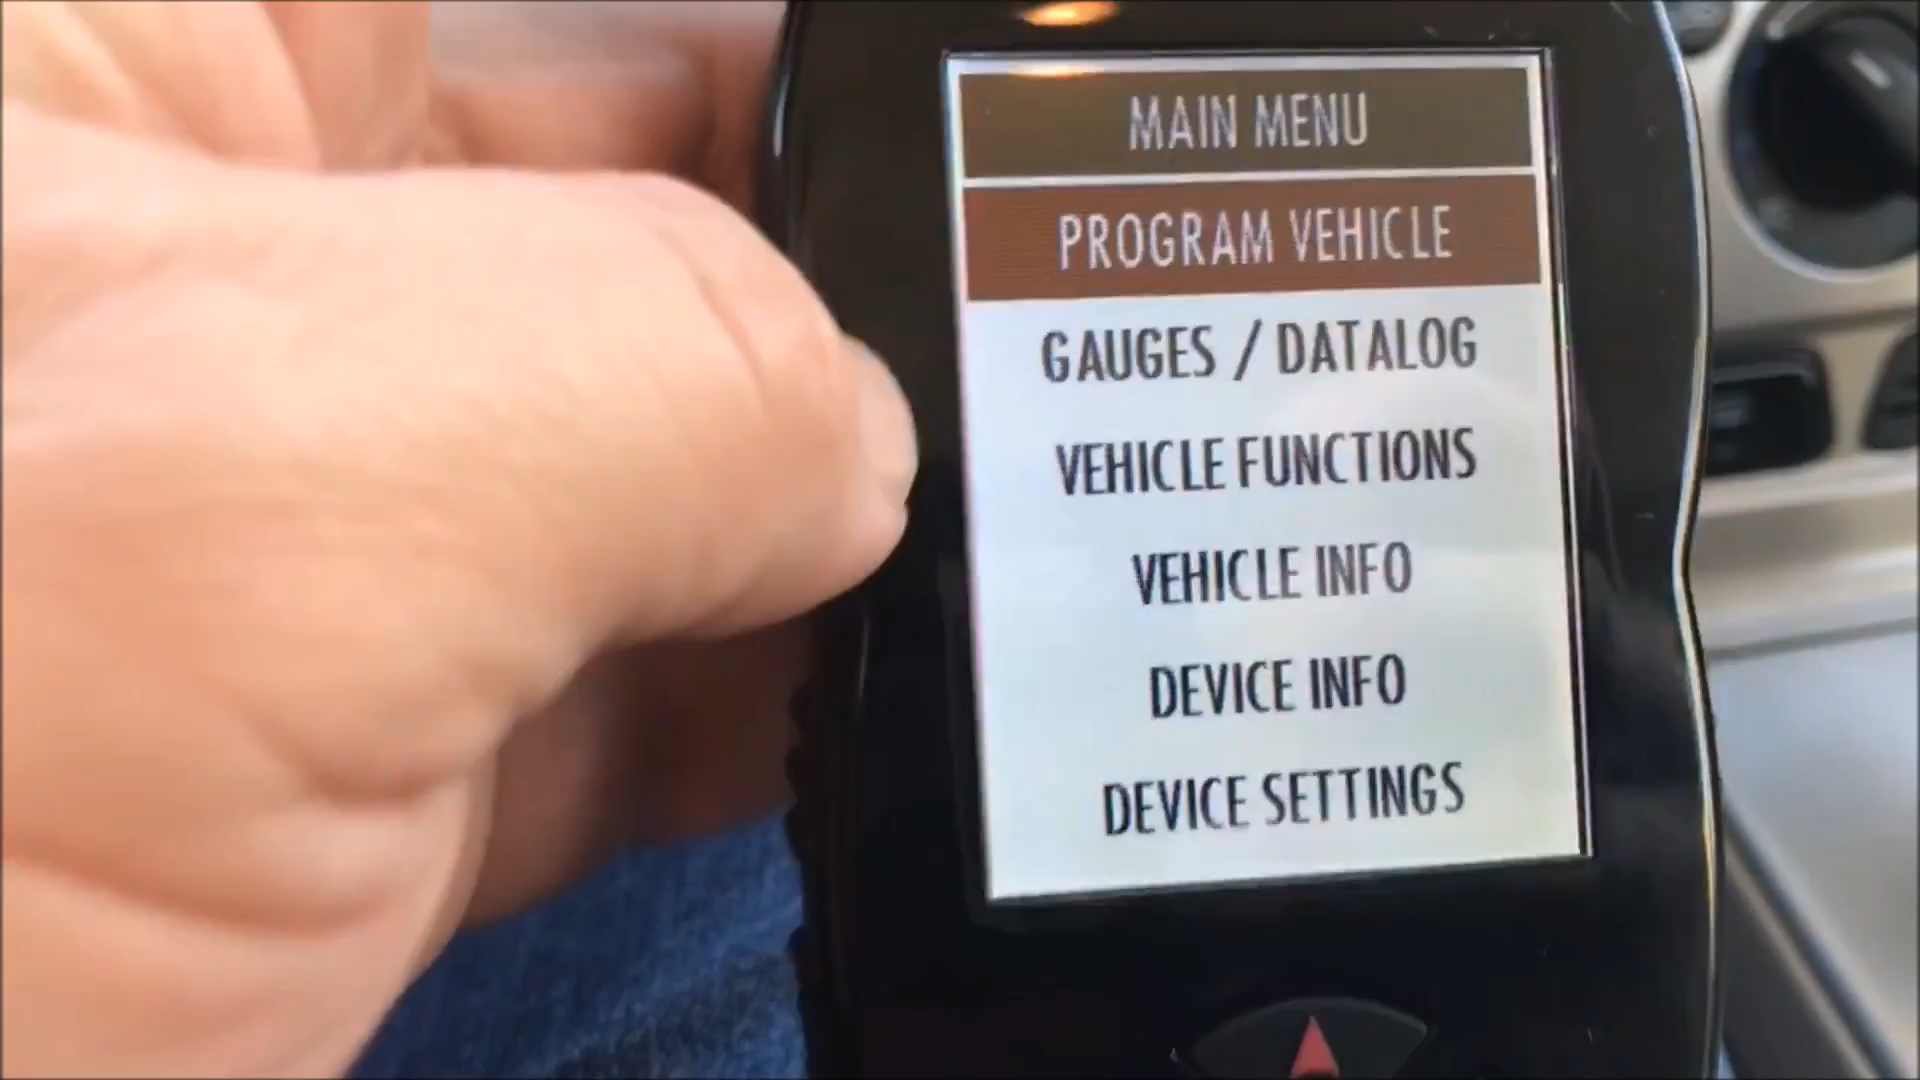 MAIN MENU
PROGRAM VEHICLE
GAUGES / DATALOG
VEHICLE FUNCTIONS
VEHICLE INFO
DEVICE INFO
DEVICE SETTINGS